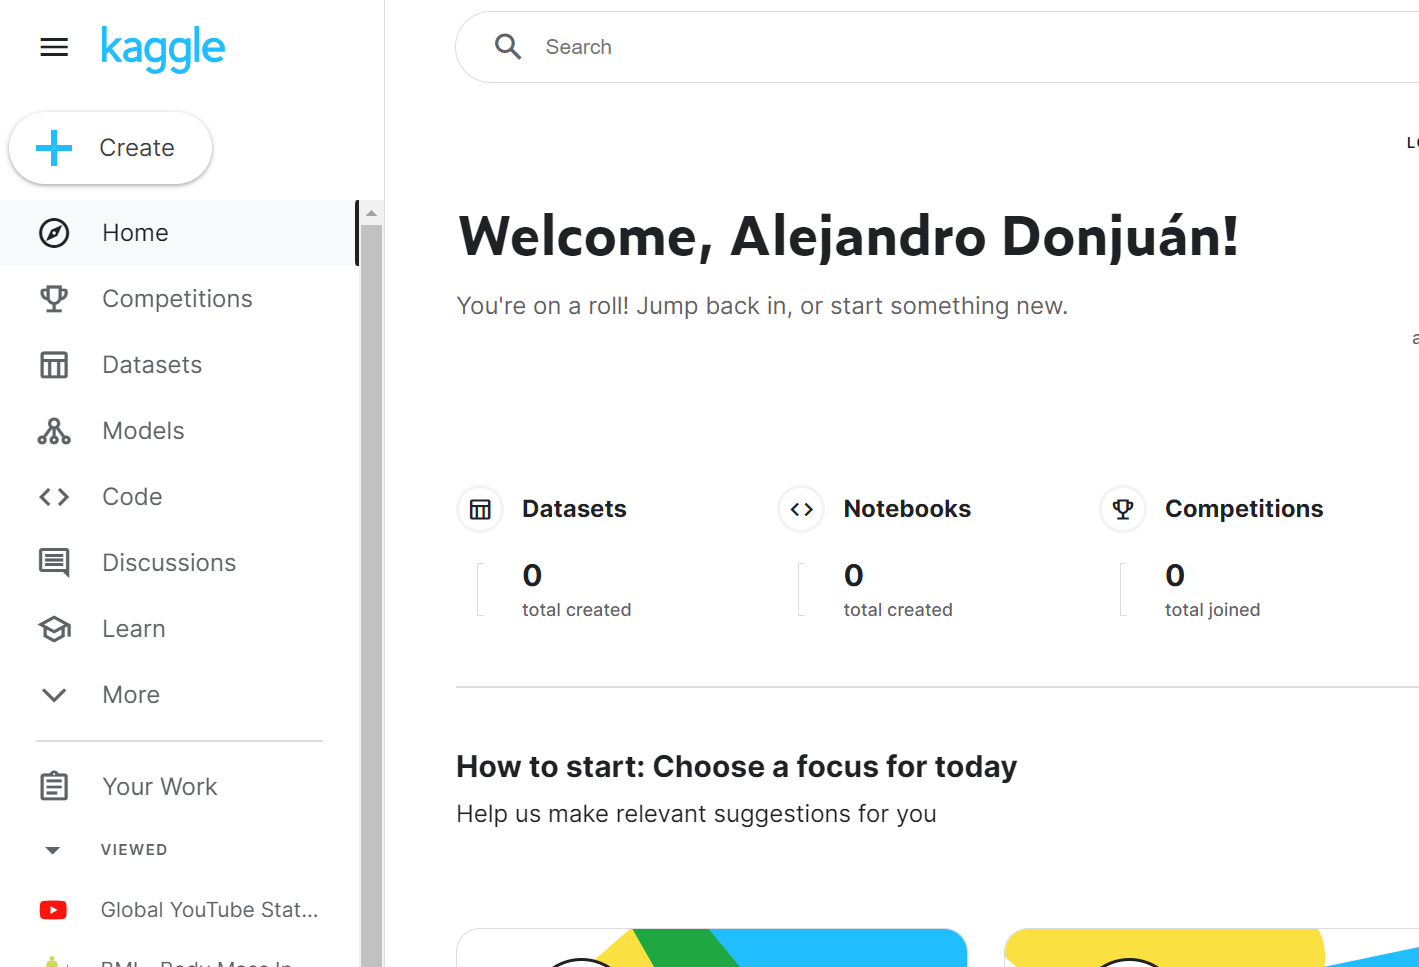 kaggle
Search
Create
Home
Competitions
Datasets
Models
Code
Discussions
Learn
More
Your Work
VIEWED
Global YouTube Stat...
Welcome, Alejandro Donjuán!
You're on a roll! Jump back in, or start something new.
Datasets
0
total created
Notebooks
0
total created
Competitions
0
total joined
How to start: Choose a focus for today
Help us make relevant suggestions for you